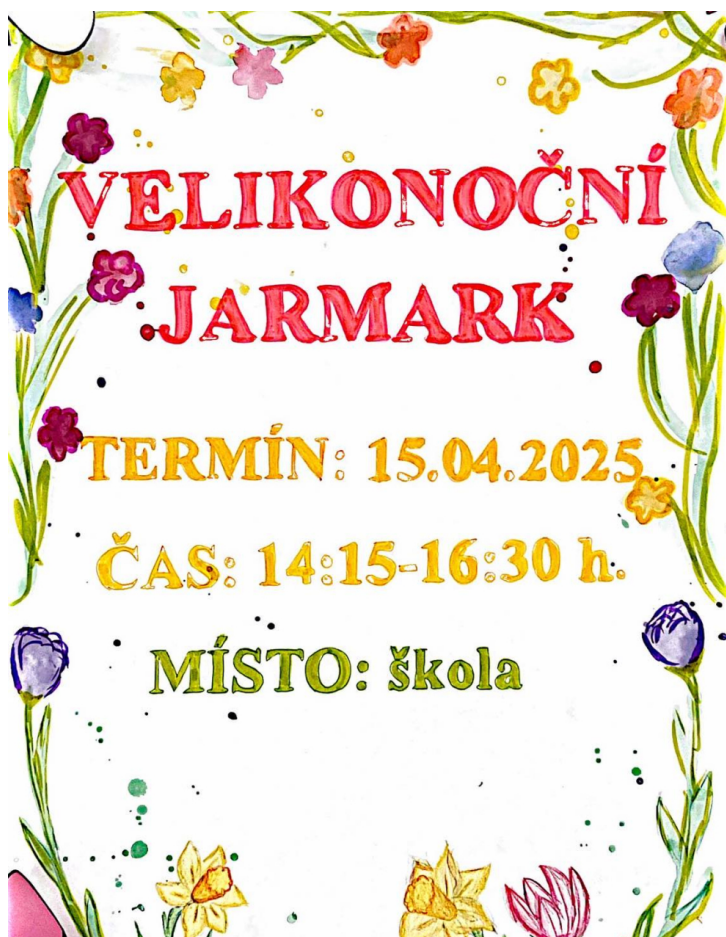 VELIKONOČNÍ
JARMARK
TERMÍN: 15.04.2025
ČAS: 14:15-16:30 h.
MÍSTO: škola